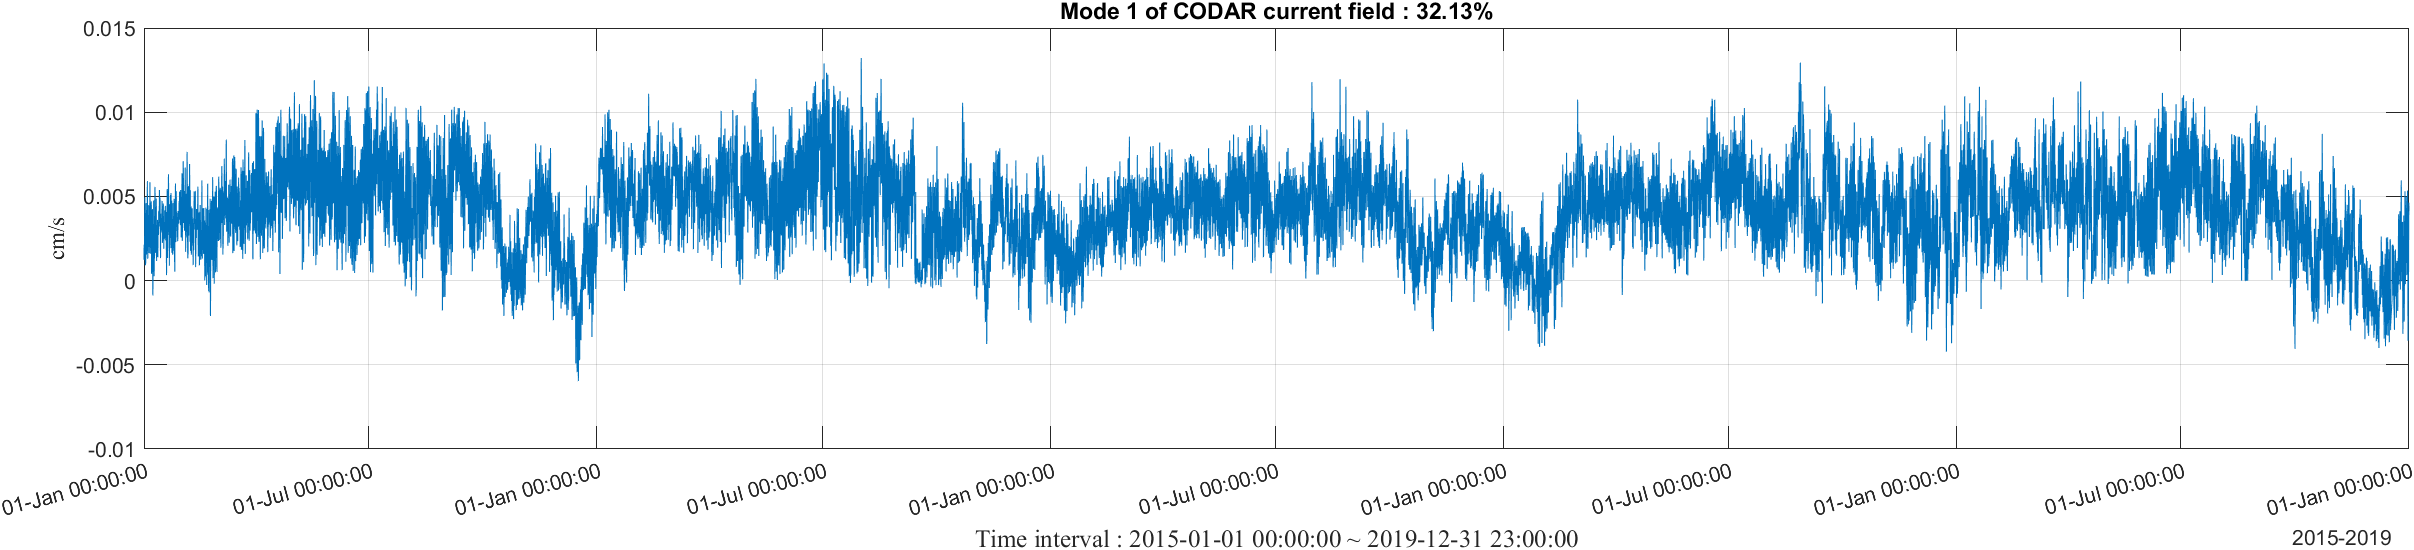 Mode 1 of CODAR current field : 32.13%
0.015
0.01
0.005
0
-0.005
-0.01
cm/s
01-Jan 00:00:00
01-Jul 00:00:00
01-Jan 00:00:00
01-Jul 00:00:00
01-Jan 00:00:00
01-Jul 00:00:00
01-Jan 00:00:00
01-Jul 00:00:00
01-Jan 00:00:00
01-Jul 00:00:00
01-Jan 00:00:00
Time interval : 2015-01-01 00:00:00 ~ 2019-12-31 23:00:00
2015-2019